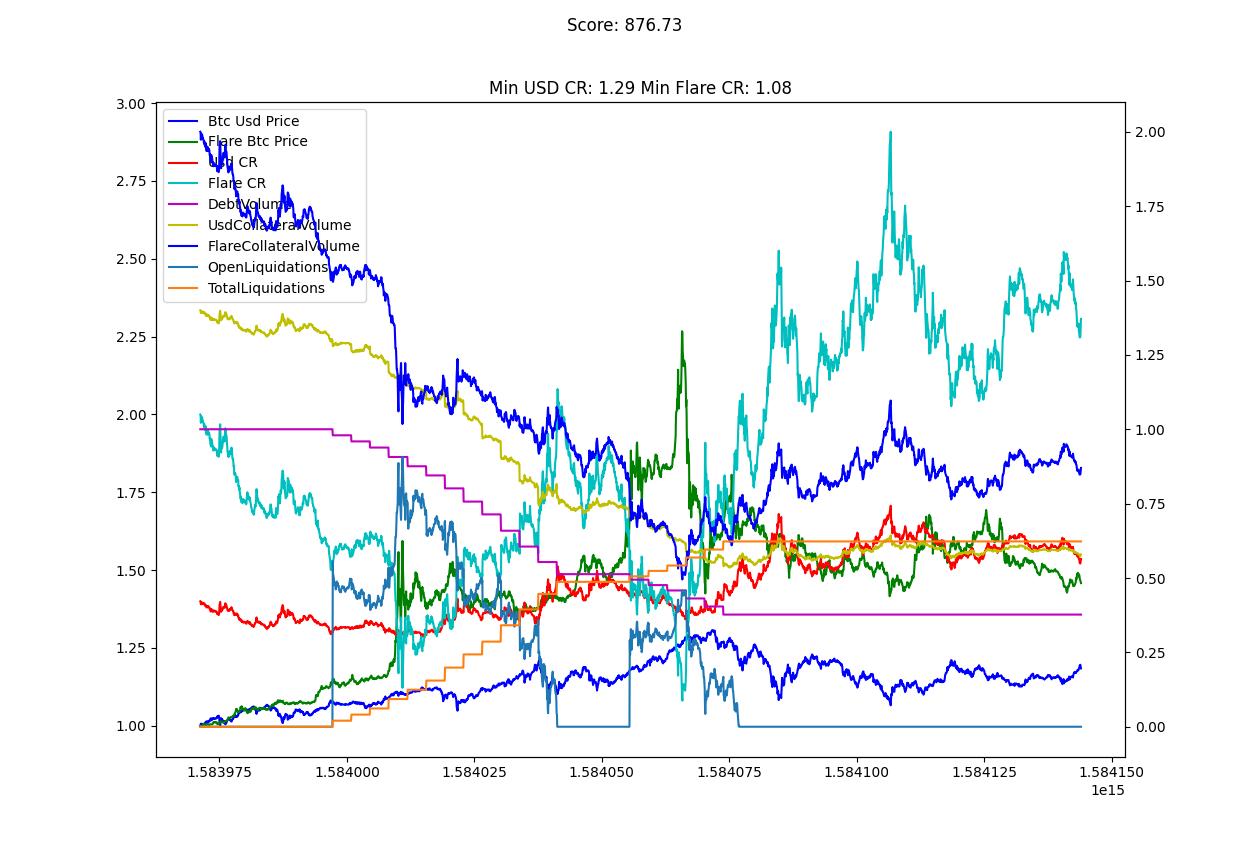 Score: 876.73
Min USD CR: 1.29 Min Flare CR: 1.08
3.00
2.75
2.50
2.25
2.00
1.75
1.50
1.25
1.00
Btc Usd Price
Flare Btc Price
Usd CR
Flare CR
DebtVolume
UsdCollateralVolume
FlareCollateralVolume
OpenLiquidations
TotalLiquidations
2.00
1.75
1.50
1.25
1.00
0.75
0.50
0.25
0.00
1.583975 1.584000 1.584025 1.584050 1.584075 1.584100 1.584125 1.584150
1e15